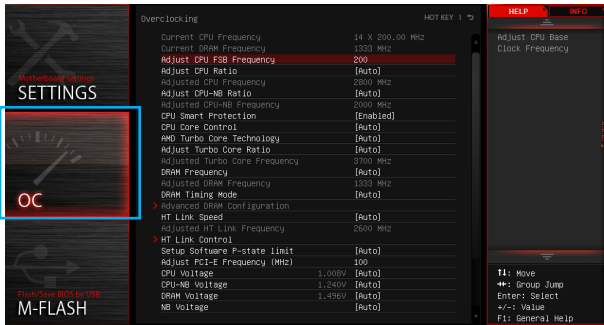 Overclocking
HOT KEY
Current CPU Frequency 14 X 200.00 MHz
Current DRAM Frequency 1333 MHz
Adjust CPU FSB Frequency 200
Adjust CPU Ratio [Auto]
Adjusted CPU Frequency 2800 MHz
Adjust CPU-NB Ratio [Auto]
Adjusted CPU-NB Frequency 2000 MHz
CPU Smart Protection [Enabled]
CPU Core Control [Auto]
AMD Turbo Core Technology [Auto]
Adjust Turbo Core Ratio [Auto]
Adjusted Turbo Core Frequency 3700 MHz
DRAM Frequency [Auto]
Adjusted DRAM Frequency 1333 MHz
DRAM Timing Mode [Auto]
> Advanced DRAM Configuration
HT Link Speed [Auto]
Adjusted HT Link Frequency 2600 MHz
> HT Link Control
Setup Software P-state limit [Auto]
Adjust PCI-E Frequency (MHz) 100
CPU Voltage 1.008V [Auto]
CPU-NB Voltage 1.240V [Auto]
DRAM Voltage 1.496V [Auto]
NB Voltage [Auto]
Motherboard settings
SETTINGS
OC
Flash/Save BIOS by USB
M-FLASH
HELP
INFO
Adjust CPU Base
Clock Frequency
↑↓: Move
: Group Jump
Enter: Select
+/-: Value
F1: General Help